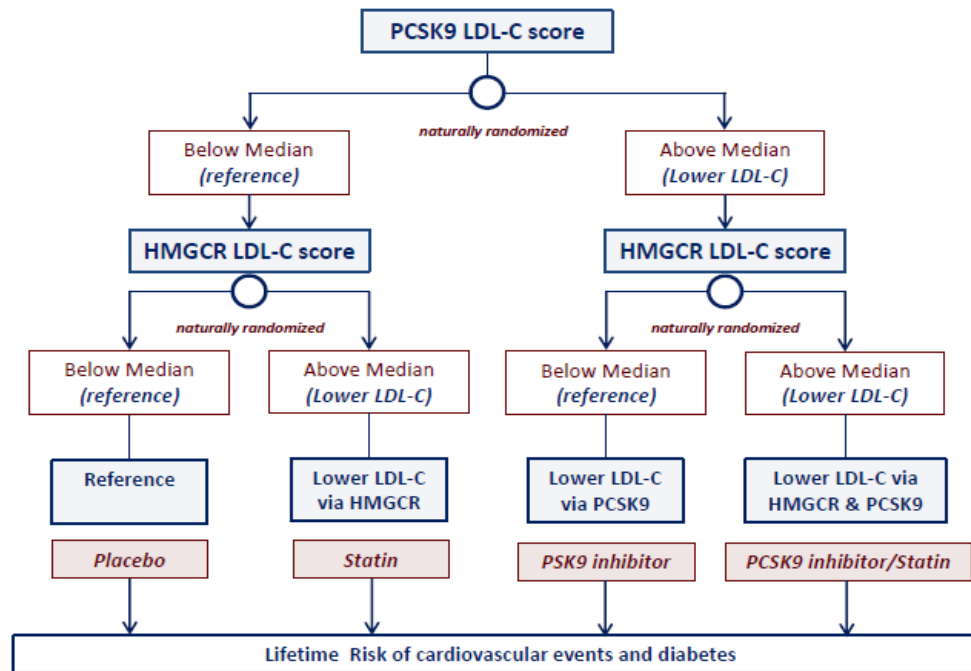 PCSK9 LDL-C score
naturally randomized
Below Median
(reference)
Above Median
(Lower LDL-C)
HMGCR LDL-C score
HMGCR LDL-C score
naturally randomized
naturally randomized
Below Median
(reference)
Above Median
(Lower LDL-C)
Below Median
(reference)
Above Median
(Lower LDL-C)
Reference
Lower LDL-C
via HMGCR
Lower LDL-C
via PCSK9
Lower LDL-C via
HMGCR & PCSK9
Placebo
Statin
PSK9 inhibitor
PCSK9 inhibitor/Statin
Lifetime Risk of cardiovascular events and diabetes